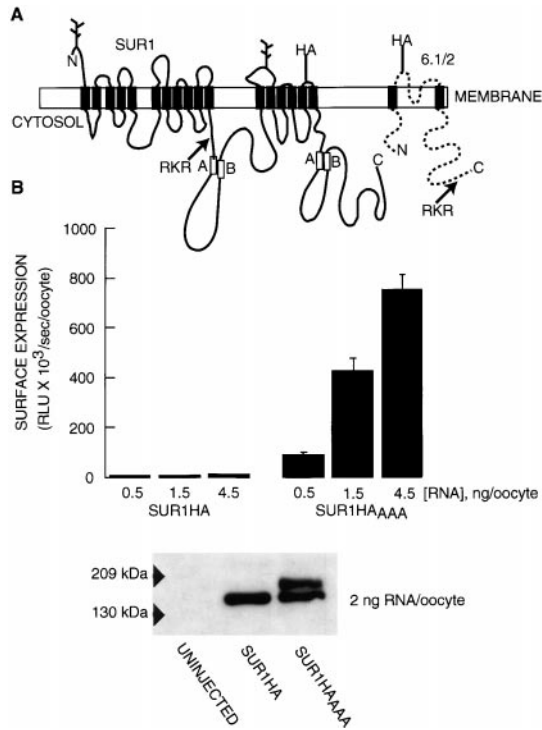 A
SUR1
HA
HA
6.1/2
N
MEMBRANE
CYTOSOL
RKR
A B
A B
C
N
C
RKR
B
SURFACE EXPRESSION
(RLU X 10³/sec/oocyte)
1000
800
600
400
200
0
0.5 1.5 4.5 0.5 1.5 4.5 [RNA], ng/oocyte
SUR1HA SUR1HAAAA
209 kDa
130 kDa
2 ng RNA/oocyte
UNINJECTED
SUR1HA
SUR1HAAAA